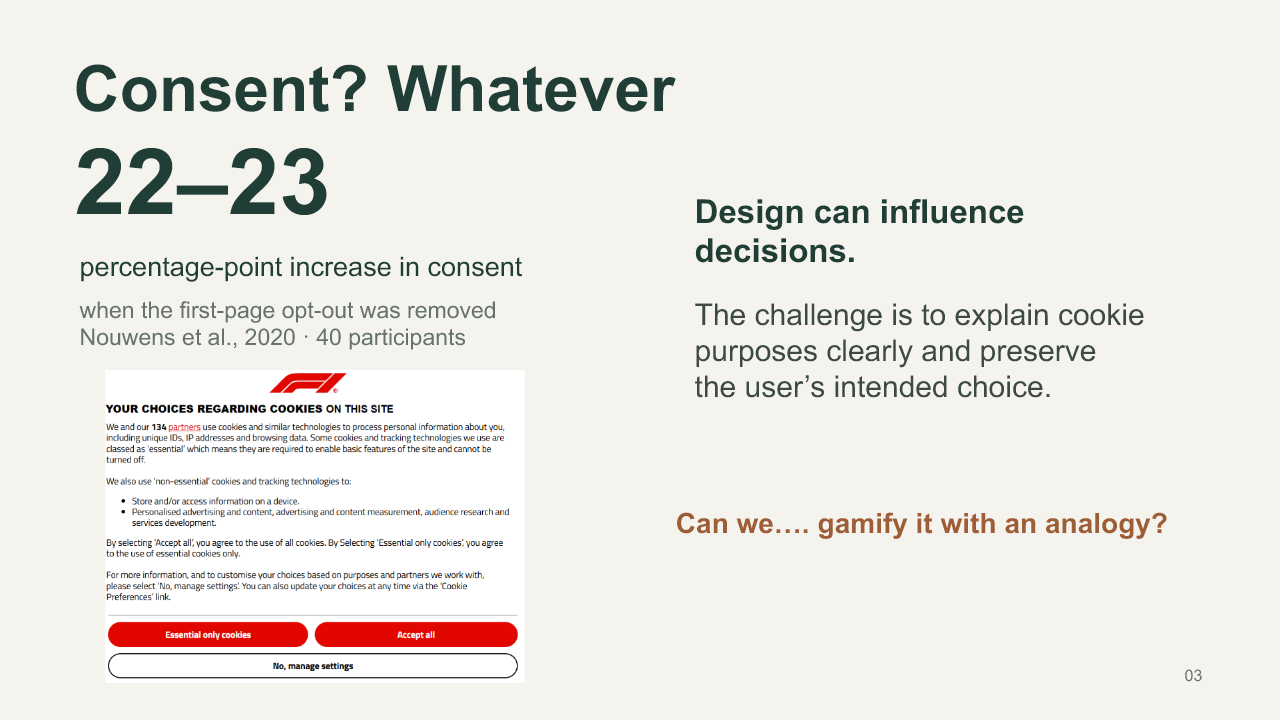 Consent? Whatever
22–23
percentage-point increase in consent
when the first-page opt-out was removed
Nouwens et al., 2020 · 40 participants
F1®
YOUR CHOICES REGARDING COOKIES ON THIS SITE
We and our 134 partners use cookies and similar technologies to process personal information about you,
including unique IDs, IP addresses and browsing data. Some cookies and tracking technologies we use are
classed as ‘essential’ which means they are required to enable basic features of the site and cannot be
turned off.
We also use ‘non-essential’ cookies and tracking technologies to:
• Store and/or access information on a device.
• Personalised advertising and content, advertising and content measurement, audience research and
services development.
By selecting ‘Accept all’, you agree to the use of all cookies. By Selecting ‘Essential only cookies’, you agree
to the use of essential cookies only.
For more information, and to customise your choices based on purposes and partners we work with,
please select ‘No, manage settings’. You can also update your choices at any time via the ‘Cookie
Preferences’ link.
Essential only cookies
Accept all
No, manage settings
Design can influence
decisions.
The challenge is to explain cookie
purposes clearly and preserve
the user’s intended choice.
Can we…. gamify it with an analogy?
03